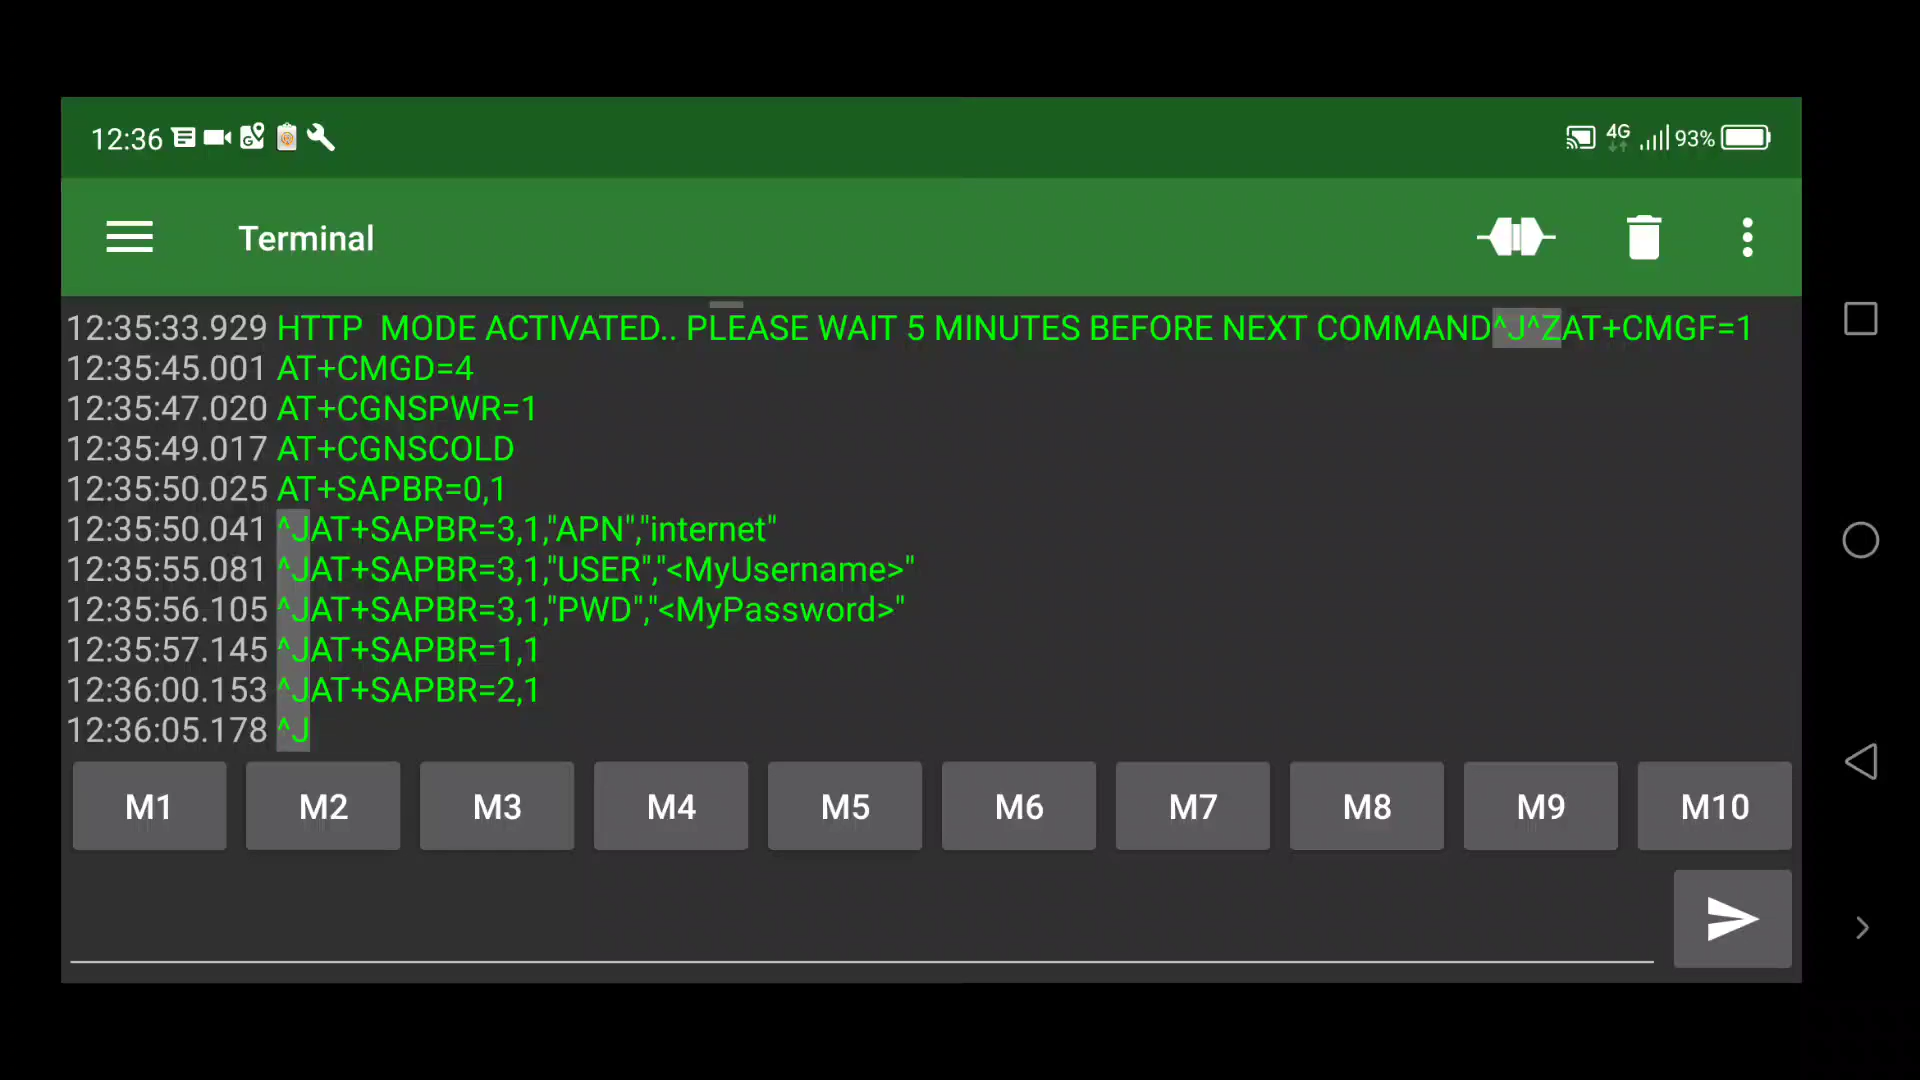 12:36 4G 93%
Terminal
12:35:33.929 HTTP  MODE ACTIVATED.. PLEASE WAIT 5 MINUTES BEFORE NEXT COMMAND^J^ZAT+CMGF=1
12:35:45.001 AT+CMGD=4
12:35:47.020 AT+CGNSPWR=1
12:35:49.017 AT+CGNSCOLD
12:35:50.025 AT+SAPBR=0,1
12:35:50.041 ^JAT+SAPBR=3,1,"APN","internet"
12:35:55.081 ^JAT+SAPBR=3,1,"USER","<MyUsername>"
12:35:56.105 ^JAT+SAPBR=3,1,"PWD","<MyPassword>"
12:35:57.145 ^JAT+SAPBR=1,1
12:36:00.153 ^JAT+SAPBR=2,1
12:36:05.178 ^J
M1 M2 M3 M4 M5 M6 M7 M8 M9 M10